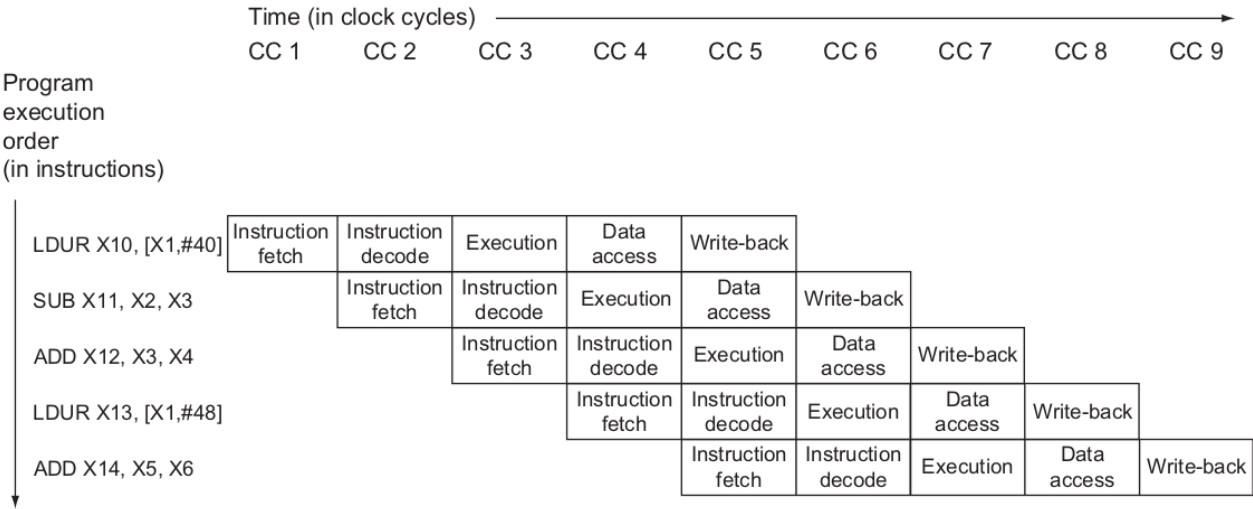 Time (in clock cycles)
CC 1 CC 2 CC 3 CC 4 CC 5 CC 6 CC 7 CC 8 CC 9
Program
execution
order
(in instructions)
LDUR X10, [X1,#40] Instruction fetch Instruction decode Execution Data access Write-back
SUB X11, X2, X3 Instruction fetch Instruction decode Execution Data access Write-back
ADD X12, X3, X4 Instruction fetch Instruction decode Execution Data access Write-back
LDUR X13, [X1,#48] Instruction fetch Instruction decode Execution Data access Write-back
ADD X14, X5, X6 Instruction fetch Instruction decode Execution Data access Write-back